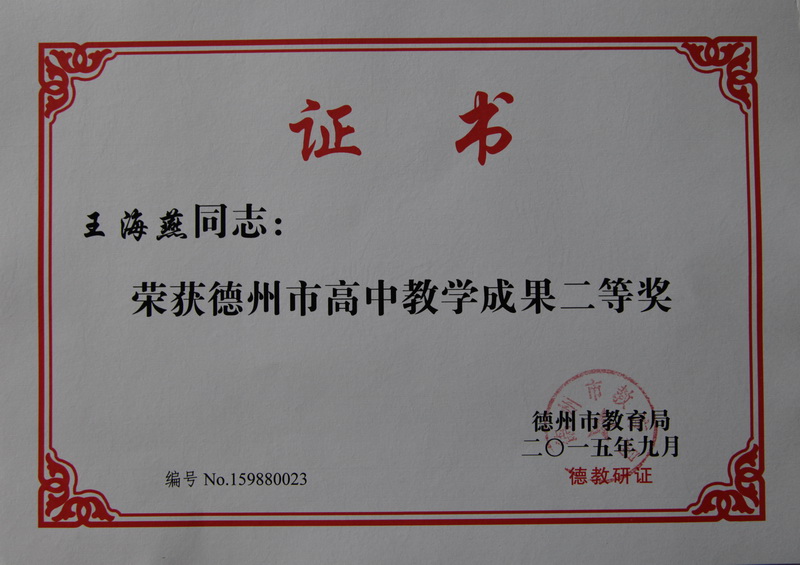 证 书
王海燕同志：
荣获德州市高中教学成果二等奖
德州市教育局
二〇一五年九月
德教研证
编号 No.159880023